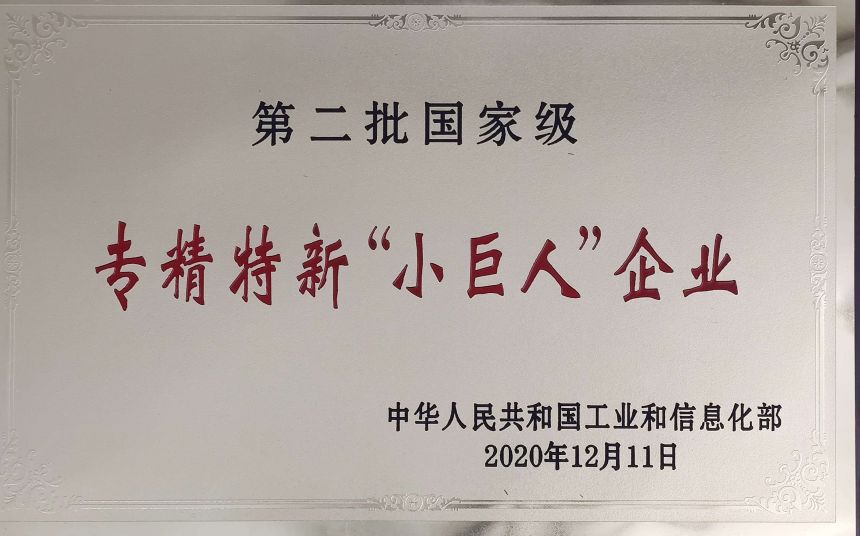 第二批国家级
专精特新“小巨人”企业
中华人民共和国工业和信息化部
2020年12月11日